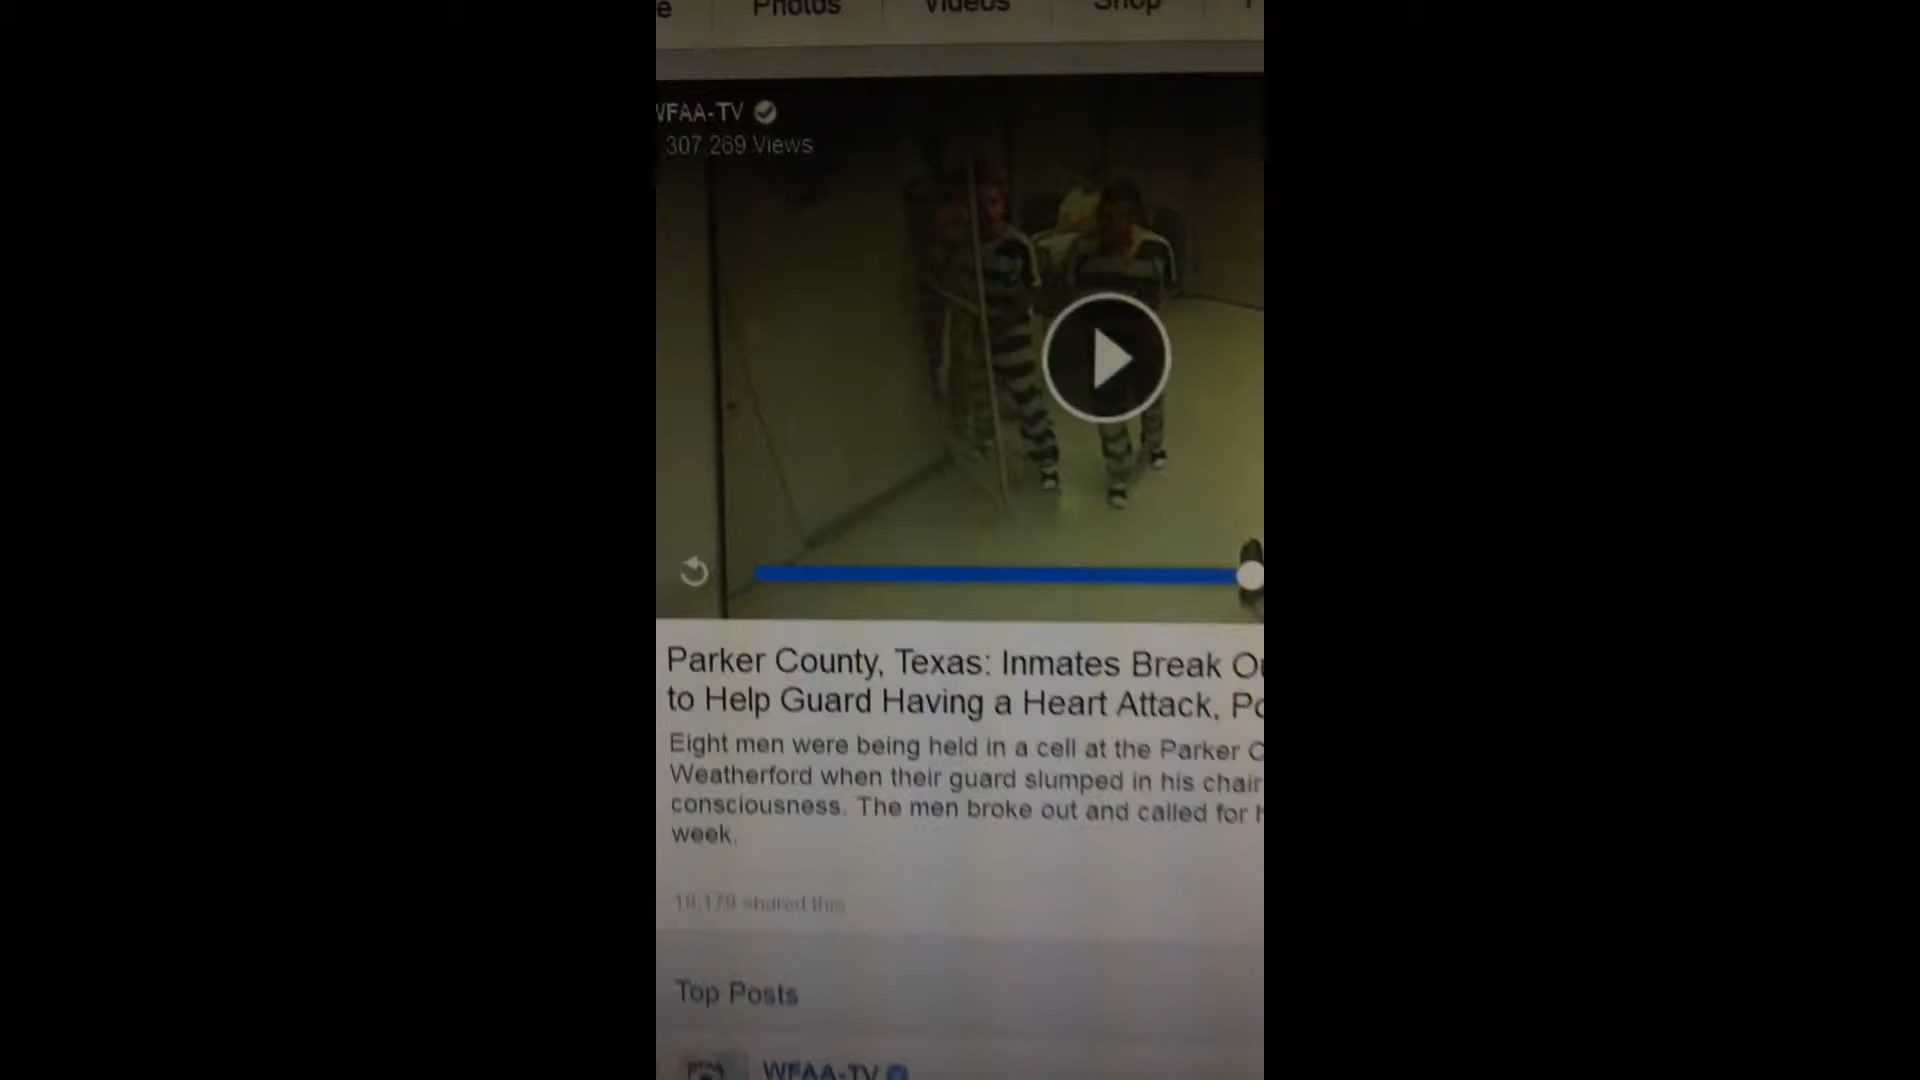 e Photos Videos Shop
WFAA-TV
307,269 Views
Parker County, Texas: Inmates Break
to Help Guard Having a Heart Attack,
Eight men were being held in a cell at the Parker
Weatherford when their guard slumped in his chair
consciousness. The men broke out and called for
week.
shared this
Top Posts
WFAA-TV